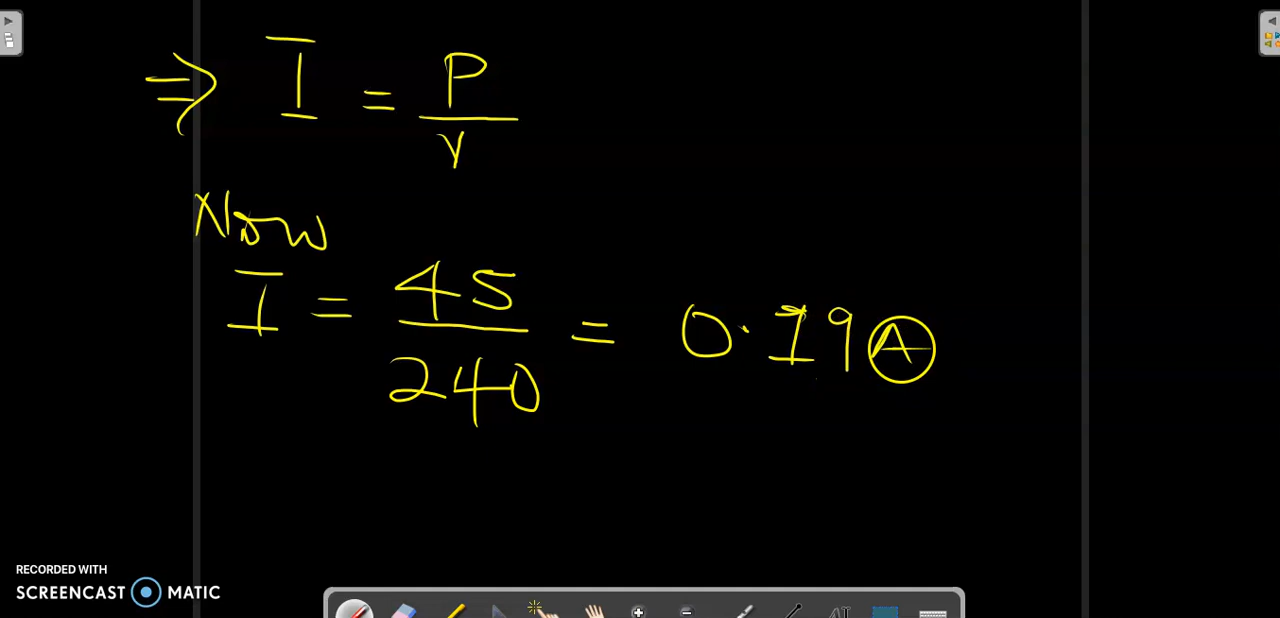 ⇒ I = P/V
Now
I = 45/240 = 0.19 A
RECORDED WITH
SCREENCAST MATIC